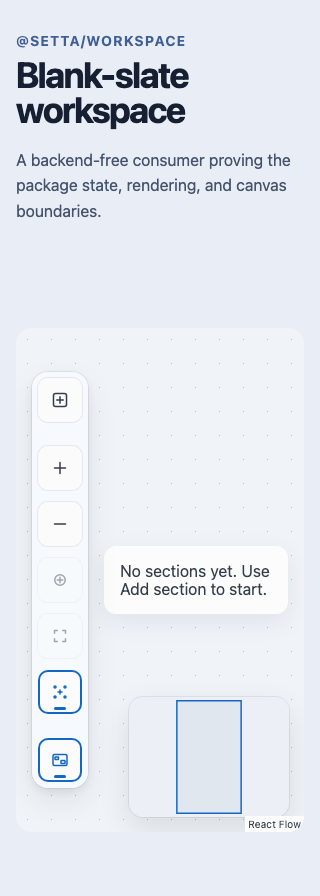 @SETTA/WORKSPACE
Blank-slate
workspace
A backend-free consumer proving the
package state, rendering, and canvas
boundaries.
No sections yet. Use
Add section to start.
React Flow